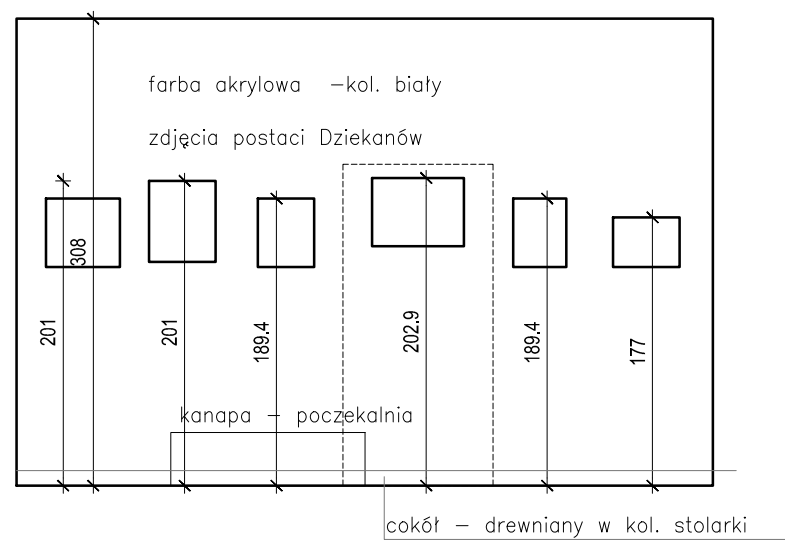 farba akrylowa -kol. biały
zdjęcia postaci Dziekanów
308
201
201
189.4
202.9
189.4
177
kanapa - poczekalnia
cokół - drewniany w kol. stolarki